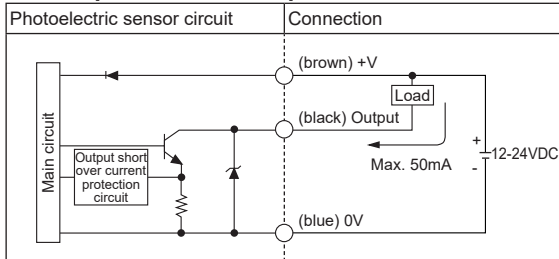 Photoelectric sensor circuit
Connection
(brown) +V
Load
(black) Output
Main circuit
Output short
over current
protection
circuit
Max. 50mA
+
12-24VDC
-
(blue) 0V